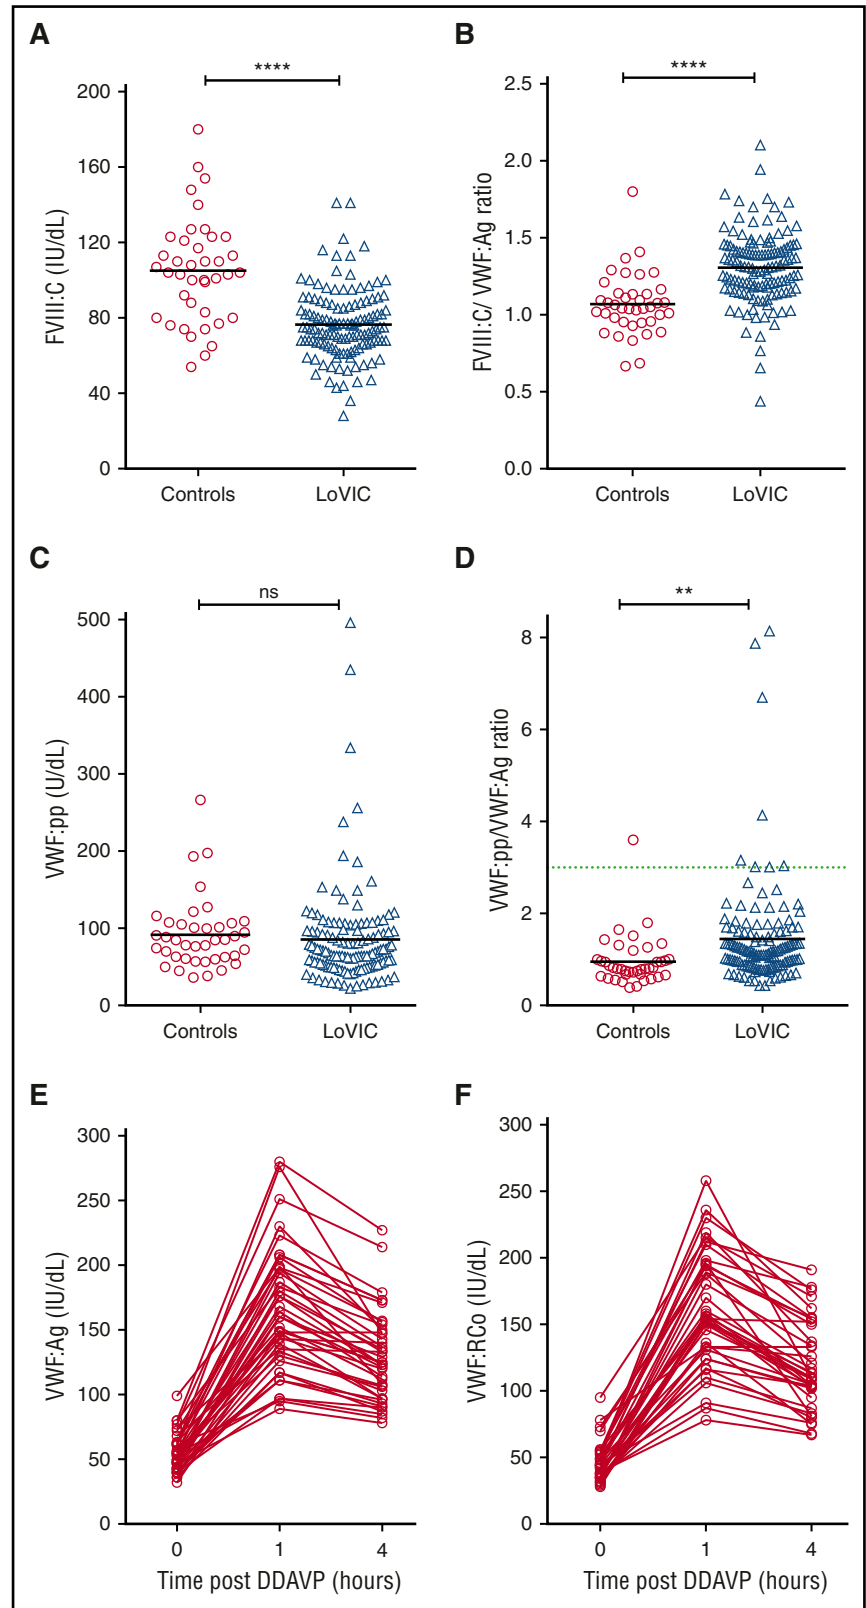 A
****
FVIII:C (IU/dL)
200
160
120
80
40
0
Controls
LoVIC
B
****
FVIII:C/ VWF:Ag ratio
2.5
2.0
1.5
1.0
0.5
0.0
Controls
LoVIC
C
ns
VWF:pp (U/dL)
500
400
300
200
100
0
Controls
LoVIC
D
**
VWF:pp/VWF:Ag ratio
8
6
4
2
0
Controls
LoVIC
E
VWF:Ag (IU/dL)
300
250
200
150
100
50
0
0
1
4
Time post DDAVP (hours)
F
VWF:RCo (IU/dL)
300
250
200
150
100
50
0
0
1
4
Time post DDAVP (hours)